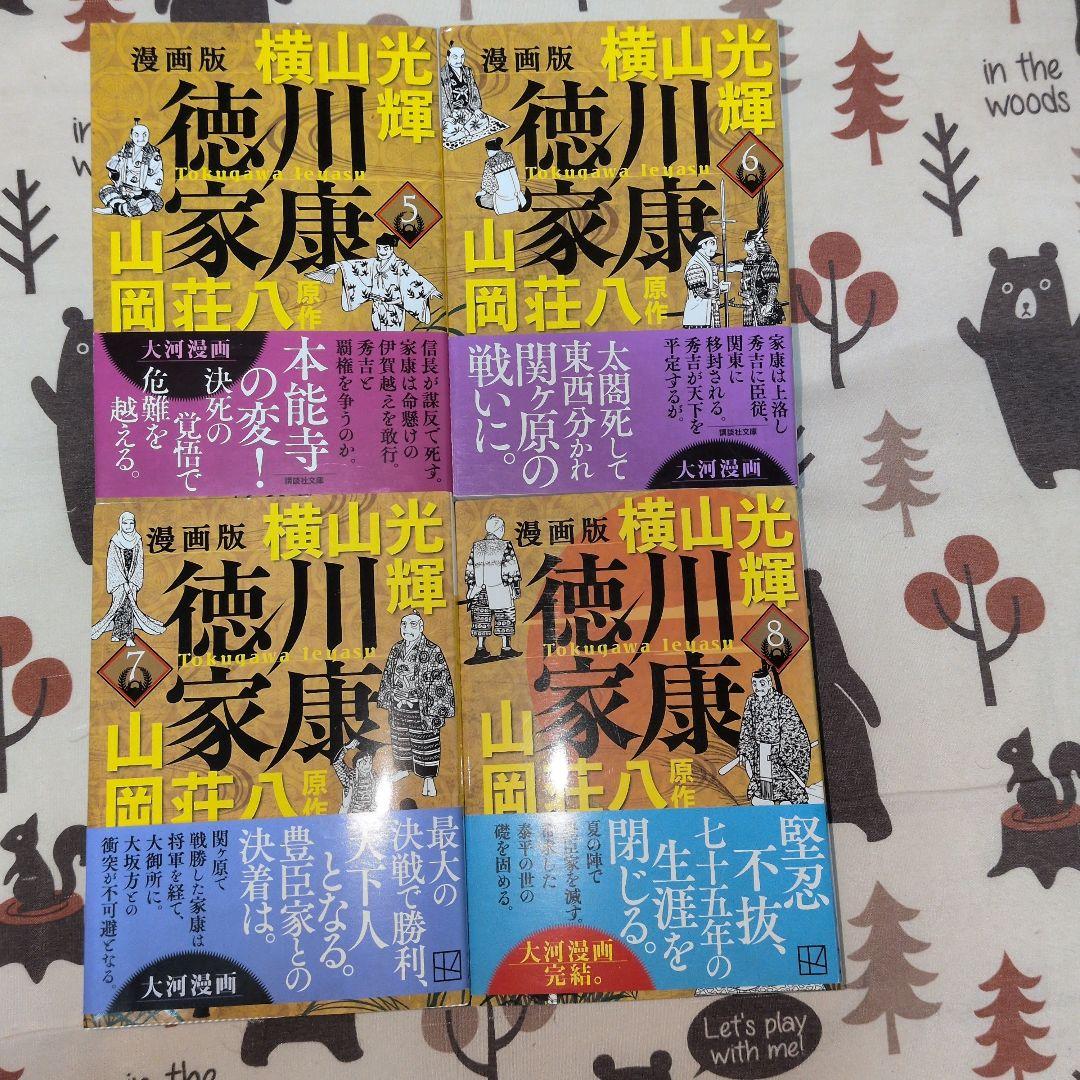 漫画版
横山光輝
徳川
Tokugawa Ieyasu
家康
5
山岡荘八
原作
信長が謀反で死す。
家康は命懸けの
伊賀越えを敢行。
秀吉と
覇権を争うのか。
本能寺
の変！
決死の
覚悟で
危難を
越える。
大河漫画
講談社文庫
漫画版
横山光輝
徳川
Tokugawa Ieyasu
家康
6
山岡荘八
原作
家康は上洛し
秀吉に臣従、
関東に
移封される。
秀吉が天下を
平定するが。
太閤死して
東西分かれ
関ヶ原の
戦いに。
講談社文庫
大河漫画
漫画版
横山光輝
徳川
Tokugawa Ieyasu
家康
7
山岡荘八
原作
最大の
決戦で勝利、
天下人
となる。
豊臣家との
決着は。
関ヶ原で
戦勝した家康は
将軍を経て、
大御所に。
大坂方との
衝突が不可避となる。
大河漫画
漫画版
横山光輝
徳川
Tokugawa Ieyasu
家康
8
山岡荘八
原作
堅忍
不抜、
七十五年の
生涯を
閉じる。
夏の陣で
豊臣家を滅す。
希求した
泰平の世の
礎を固める。
大河漫画
完結。
in the
woods
in
w
in the
Let's play
with me!
in the